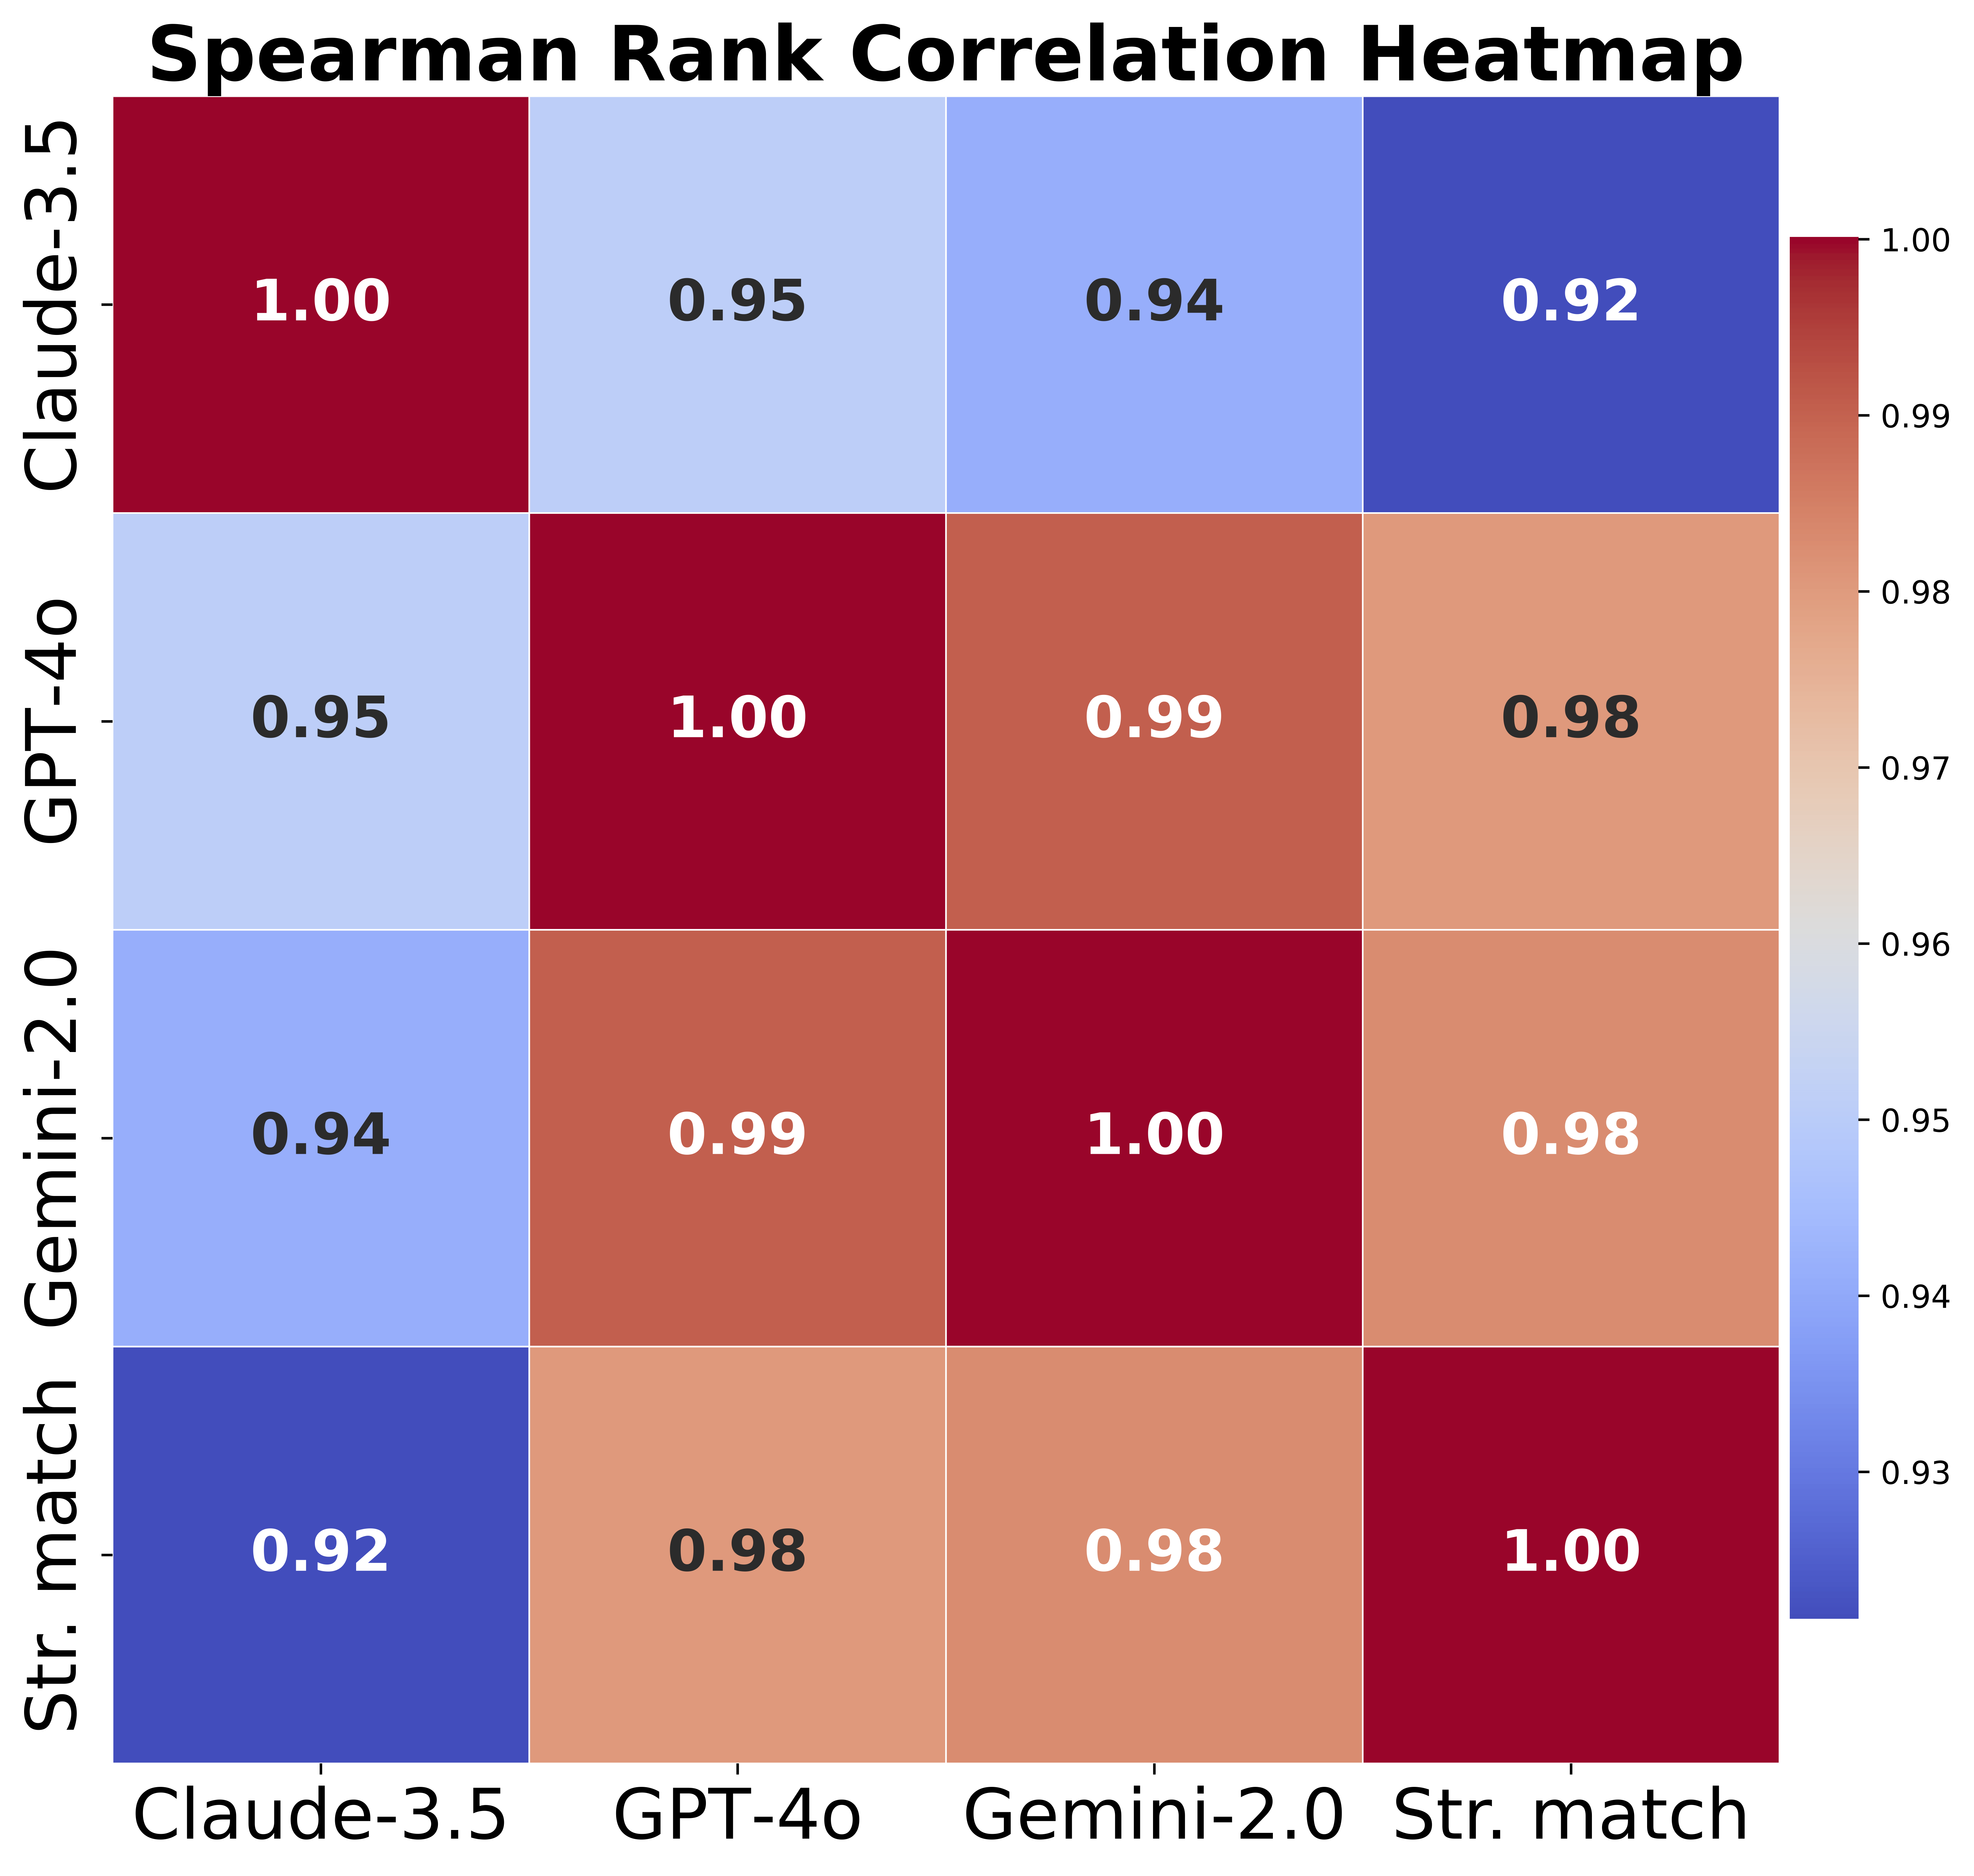 Spearman Rank Correlation Heatmap
Claude-3.5
1.00 0.95 0.94 0.92
GPT-4o
0.95 1.00 0.99 0.98
Gemini-2.0
0.94 0.99 1.00 0.98
Str. match
0.92 0.98 0.98 1.00
Claude-3.5 GPT-4o Gemini-2.0 Str. match
1.00
0.99
0.98
0.97
0.96
0.95
0.94
0.93